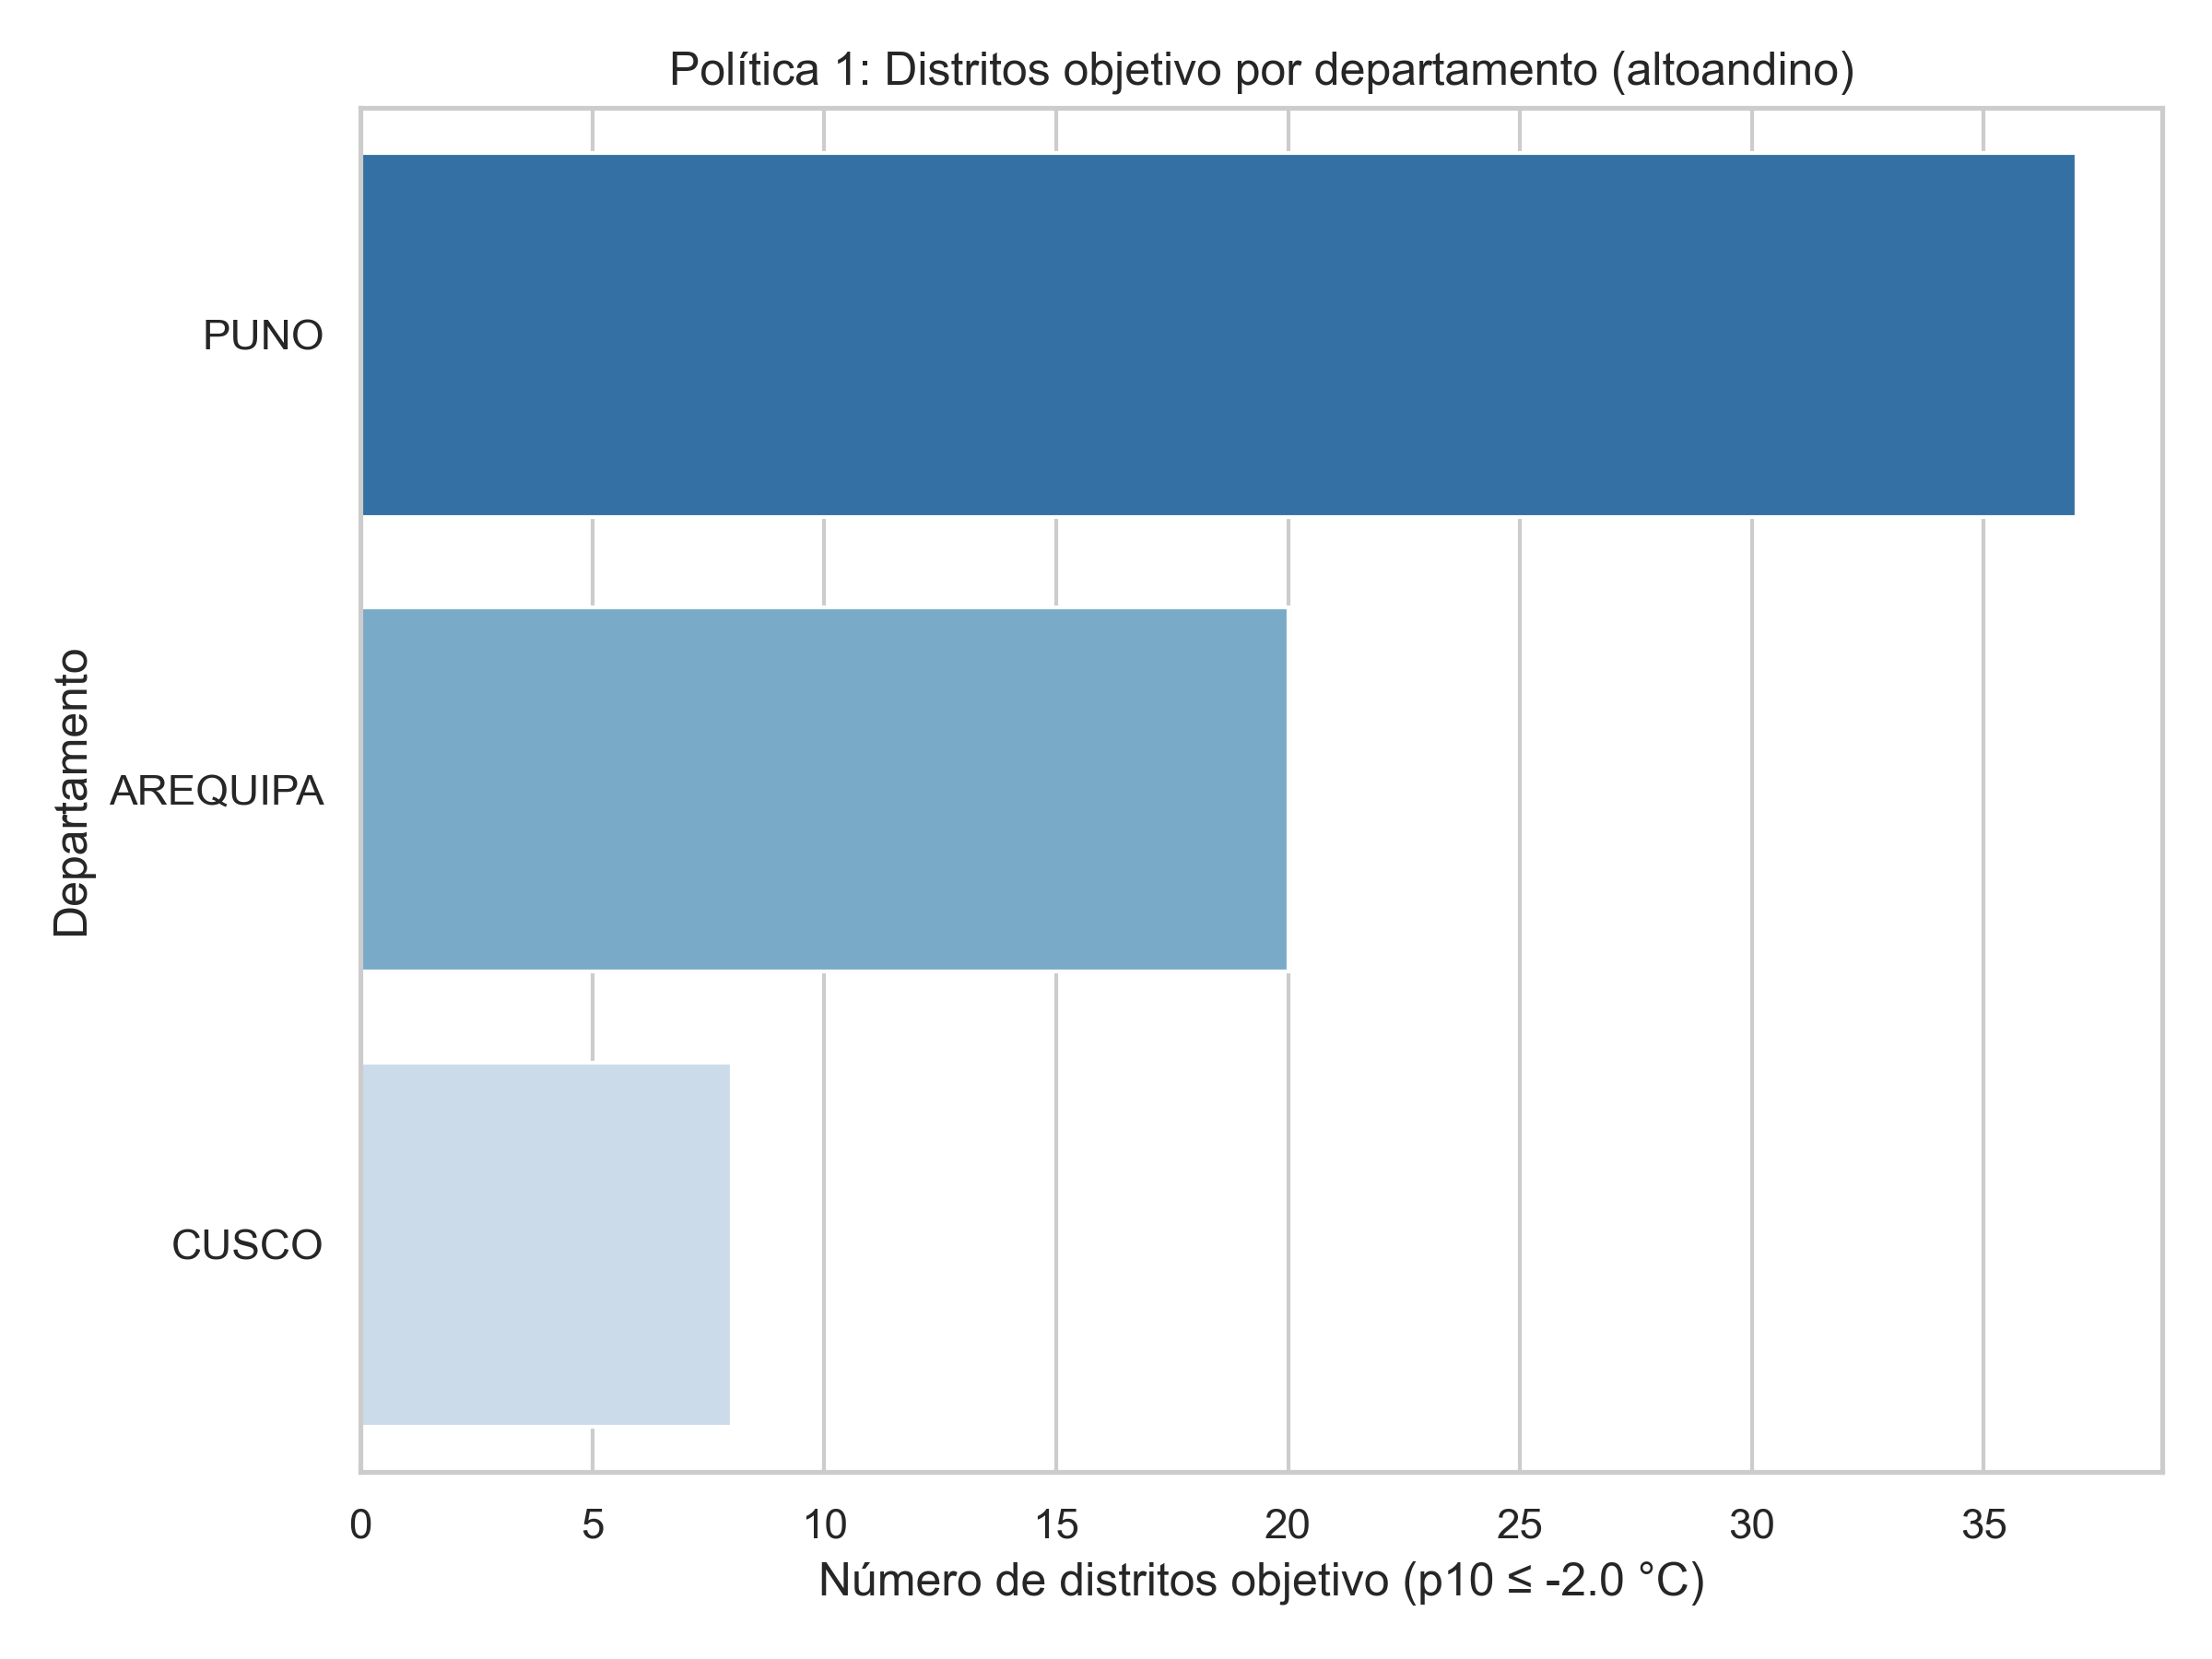 Política 1: Distritos objetivo por departamento (altoandino)
Departamento
PUNO
AREQUIPA
CUSCO
0 5 10 15 20 25 30 35
Número de distritos objetivo (p10 ≤ -2.0 °C)